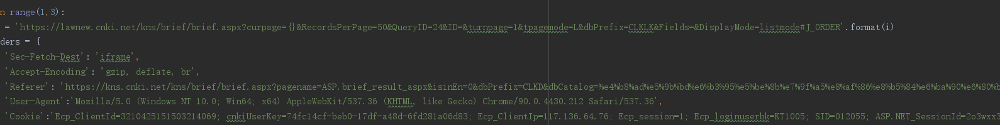 n range(1,3):
= 'https://lawnew.cnki.net/kns/brief/brief.aspx?curpage={}&RecordsPerPage=50&QueryID=24&ID=&turnpage=1&tpagemode=L&dbPrefix=CLKLK&Fields=&DisplayMode=listmode#J_ORDER'.format(i)
ders = {
'Sec-Fetch-Dest': 'iframe',
'Accept-Encoding': 'gzip, deflate, br',
'Referer': 'https://kns.cnki.net/kns/brief/brief.aspx?pagename=ASP.brief_result_aspx&isinEn=0&dbPrefix=CLKD&dbCatalog=%e4%b8%ad%e5%9b%bd%e6%b3%95%e5%be%8b%e7%9f%a5%e8%af%86%e8%b5%84%e6%ba%90%e6%80%b
'User-Agent':'Mozilla/5.0 (Windows NT 10.0; Win64; x64) AppleWebKit/537.36 (KHTML, like Gecko) Chrome/90.0.4430.212 Safari/537.36',
'Cookie':'Ecp_ClientId=3210425151503214069; cnkiUserKey=74fc14cf-beb0-17df-a48d-6fd281a06d83; Ecp_ClientIp=117.136.64.76; Ecp_session=1; Ecp_loginuserbk=KT1005; SID=012055; ASP.NET_SessionId=2o3wxx3